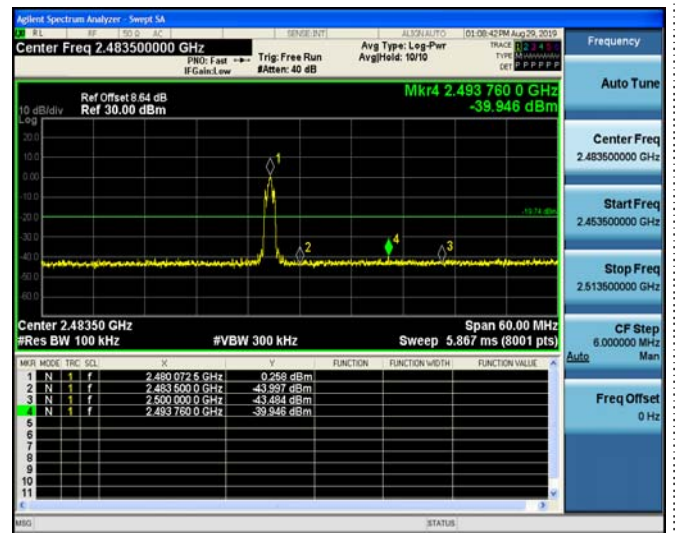 Agilent Spectrum Analyzer - Swept SA
RL RF 50 Ω AC SENSE:INT ALIGN AUTO 01:08:42 PM Aug 29, 2019
Center Freq 2.483500000 GHz
PNO: Fast Trig: Free Run
IFGain:Low #Atten: 40 dB
Avg Type: Log-Pwr
Avg|Hold: 10/10
TRACE 1 2 3 4 5 6
TYPE
DET P P P P P P
Frequency
Auto Tune
Mkr4 2.493 760 0 GHz
-39.946 dBm
Ref Offset 8.64 dB
10 dB/div Ref 30.00 dBm
Log
20.0
10.0
0.00
-10.0
-20.0
-30.0
-40.0
-50.0
-60.0
1
2
4
3
-19.74 dBm
Center 2.48350 GHz Span 60.00 MHz
#Res BW 100 kHz #VBW 300 kHz Sweep 5.867 ms (8001 pts)
MKR MODE TRC SCL X Y FUNCTION FUNCTION WIDTH FUNCTION VALUE
1 N 1 f 2.480 072 5 GHz 0.258 dBm
2 N 1 f 2.483 500 0 GHz -43.997 dBm
3 N 1 f 2.500 000 0 GHz -43.484 dBm
4 N 1 f 2.493 760 0 GHz -39.946 dBm
5
6
7
8
9
10
11
Center Freq
2.483500000 GHz
Start Freq
2.453500000 GHz
Stop Freq
2.513500000 GHz
CF Step
6.000000 MHz
Auto Man
Freq Offset
0 Hz
MSG STATUS